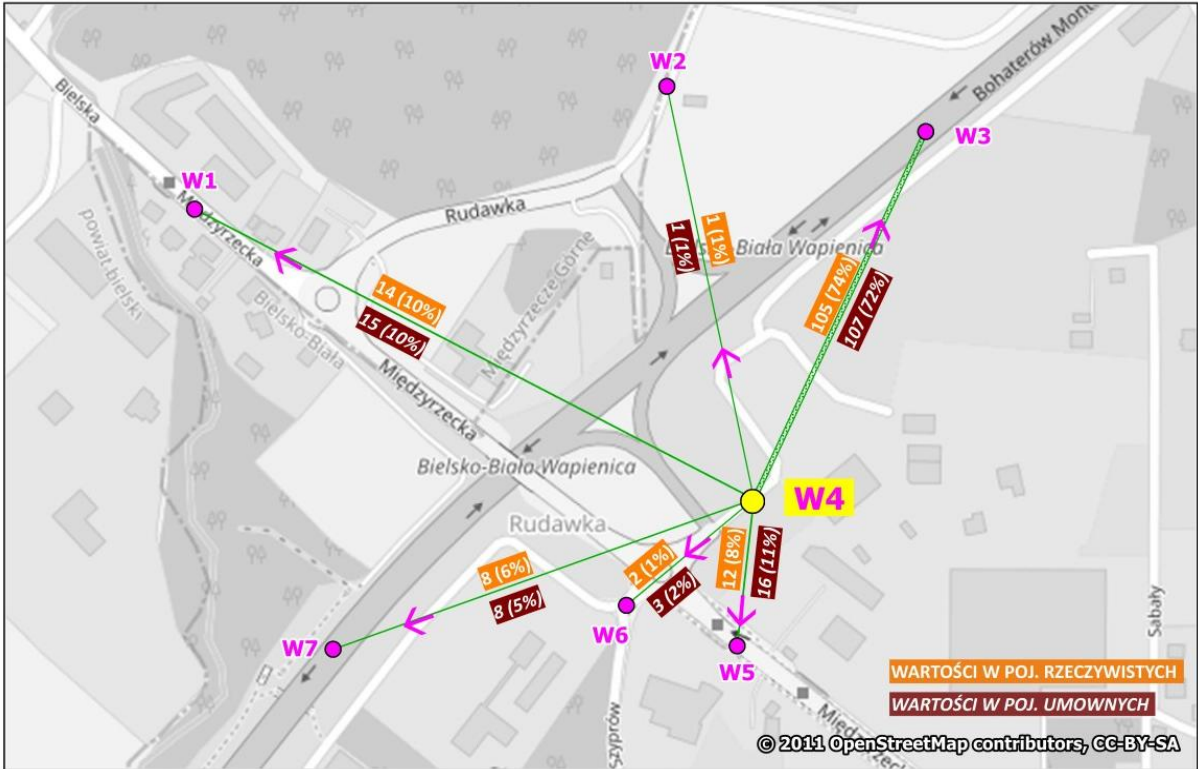 Bohaterów Mont
W2
W3
Bielska
W1
Międzyrzecka
Rudawka
powiat bielski
Bielsko-Biała
Międzyrzecze Górne
1 (1%)
1 (1%)
Biała Wapienica
105 (74%)
107 (72%)
14 (10%)
15 (10%)
Międzyrzecka
Bielsko-Biała Wapienica
W4
Rudawka
8 (6%)
8 (5%)
2 (1%)
3 (2%)
12 (8%)
16 (11%)
W6
W7
W5
Sabały
Szyprów
Między
WARTOŚCI W POJ. RZECZYWISTYCH
WARTOŚCI W POJ. UMOWNYCH
© 2011 OpenStreetMap contributors, CC-BY-SA